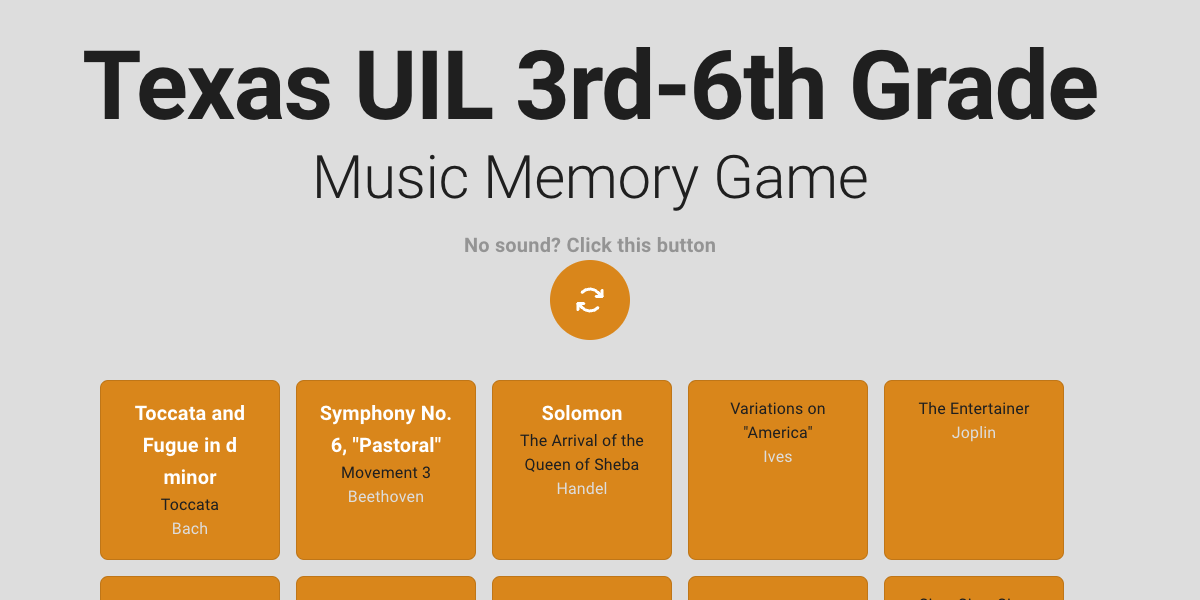 Texas UIL 3rd-6th Grade
Music Memory Game
No sound? Click this button
Toccata and
Fugue in d
minor
Toccata
Bach
Symphony No.
6, "Pastoral"
Movement 3
Beethoven
Solomon
The Arrival of the
Queen of Sheba
Handel
Variations on
"America"
Ives
The Entertainer
Joplin